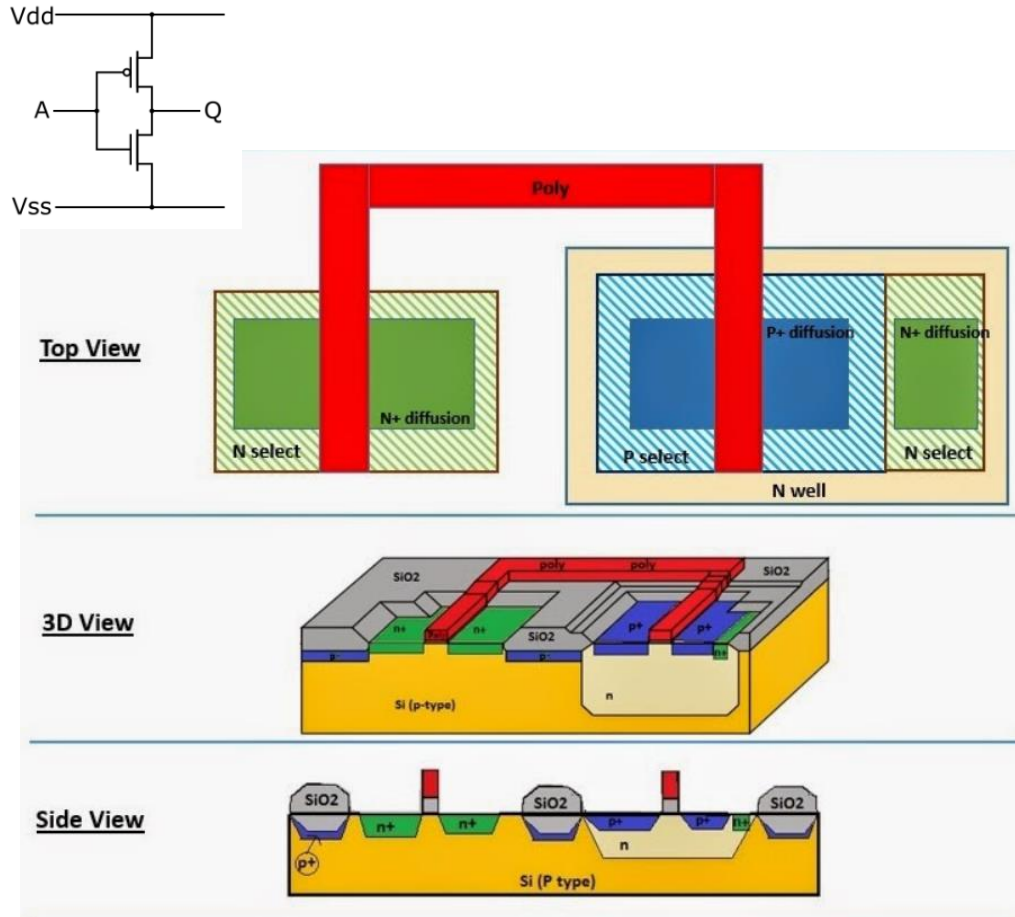 Vdd
A
Q
Vss
Poly
Top View
P+ diffusion
N+ diffusion
N+ diffusion
N select
P select
N select
N well
3D View
SiO2
poly
poly
SiO2
n+
Poly
n+
SiO2
p+
p+
n+
p-
p-
n
Si (p-type)
Side View
SiO2
SiO2
SiO2
n+
n+
p+
p+
n+
n
p+
Si (P type)